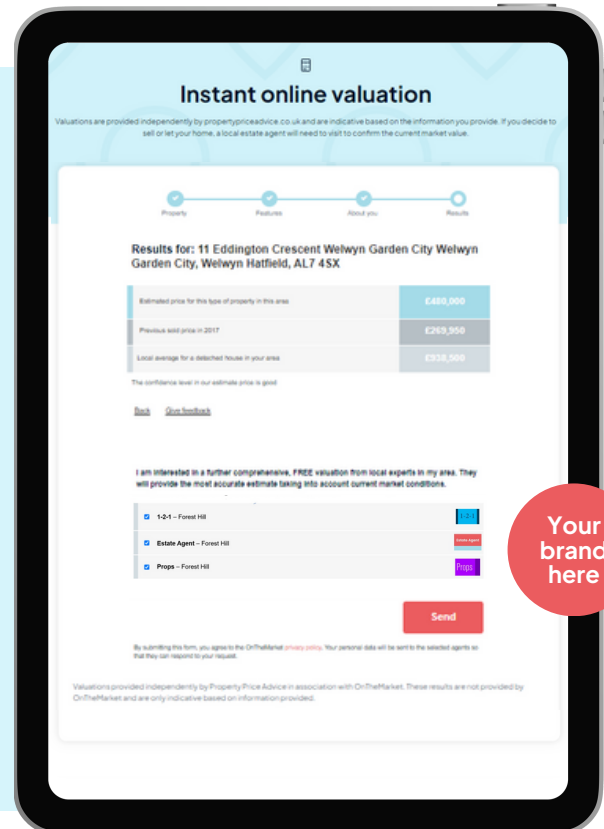 Instant online valuation
Valuations are provided independently by propertypriceadvice.co.uk and are indicative based on the information you provide. If you decide to
sell or let your home, a local estate agent will need to visit to confirm the current market value.
Property
Features
About you
Results
Results for: 11 Eddington Crescent Welwyn Garden City Welwyn
Garden City, Welwyn Hatfield, AL7 4SX
Estimated price for this type of property in this area
£480,000
Previous sold price in 2017
£269,950
Local average for a detached house in your area
£938,500
The confidence level in our estimate price is good
Back
Give feedback
I am interested in a further comprehensive, FREE valuation from local experts in my area. They
will provide the most accurate estimate taking into account current market conditions.
1-2-1 – Forest Hill
1-2-1
Estate Agent – Forest Hill
Estate Agent
Props – Forest Hill
Props
Your
brand
here
Send
By submitting this form, you agree to the OnTheMarket privacy policy. Your personal data will be sent to the selected agents so
that they can respond to your request.
Valuations provided independently by Property Price Advice in association with OnTheMarket. These results are not provided by
OnTheMarket and are only indicative based on information provided.